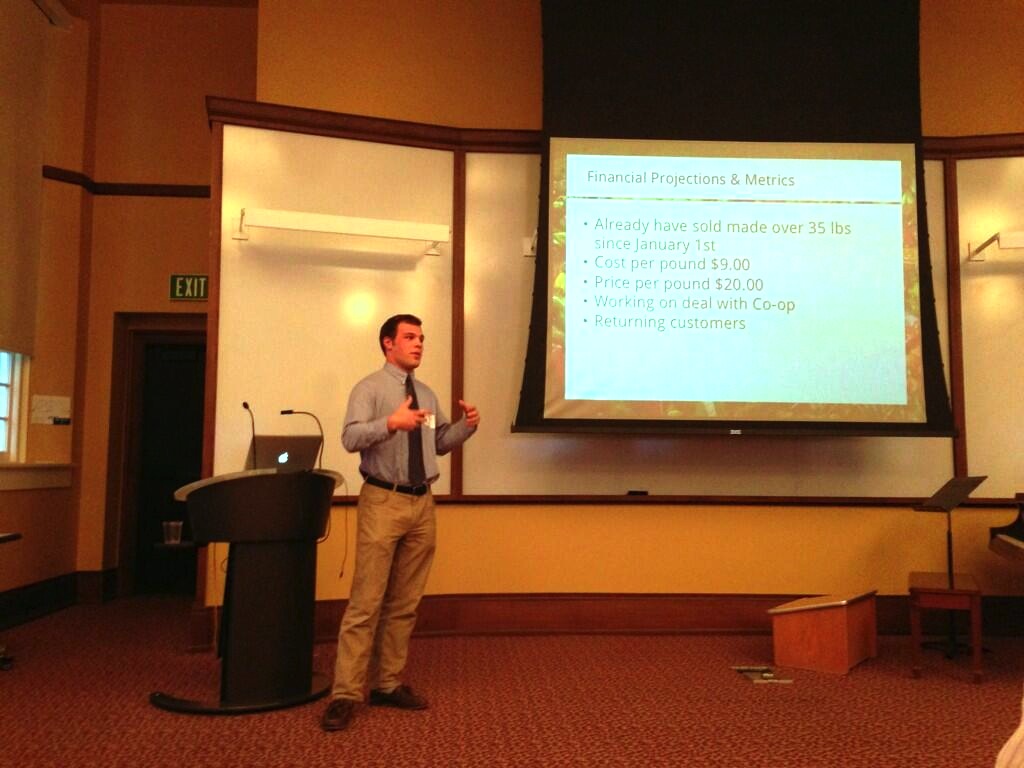 EXIT
Financial Projections & Metrics
• Already have sold made over 35 lbs
since January 1st
• Cost per pound $9.00
• Price per pound $20.00
• Working on deal with Co-op
• Returning customers